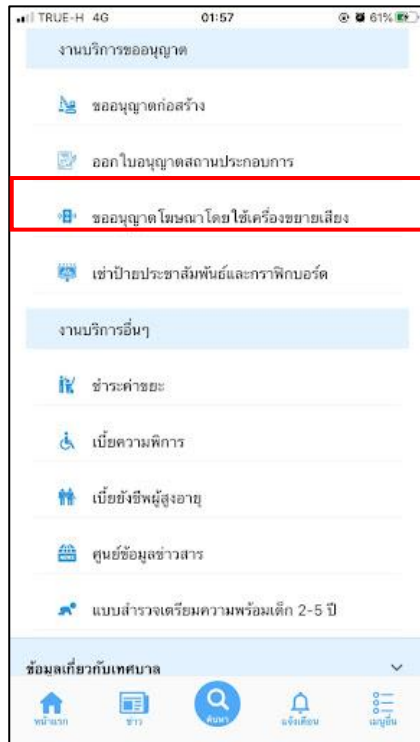 TRUE-H 4G 01:57 61%
งานบริการขออนุญาต
ขออนุญาตก่อสร้าง
ออกใบอนุญาตสถานประกอบการ
ขออนุญาตโฆษณาโดยใช้เครื่องขยายเสียง
เช่าป้ายประชาสัมพันธ์และกราฟิกบอร์ด
งานบริการอื่นๆ
ชำระค่าขยะ
เบี้ยความพิการ
เบี้ยยังชีพผู้สูงอายุ
ศูนย์ข้อมูลข่าวสาร
แบบสำรวจเตรียมความพร้อมเด็ก 2-5 ปี
ข้อมูลเกี่ยวกับเทศบาล
หน้าแรก ข่าว ค้นหา แจ้งเตือน เมนูอื่น